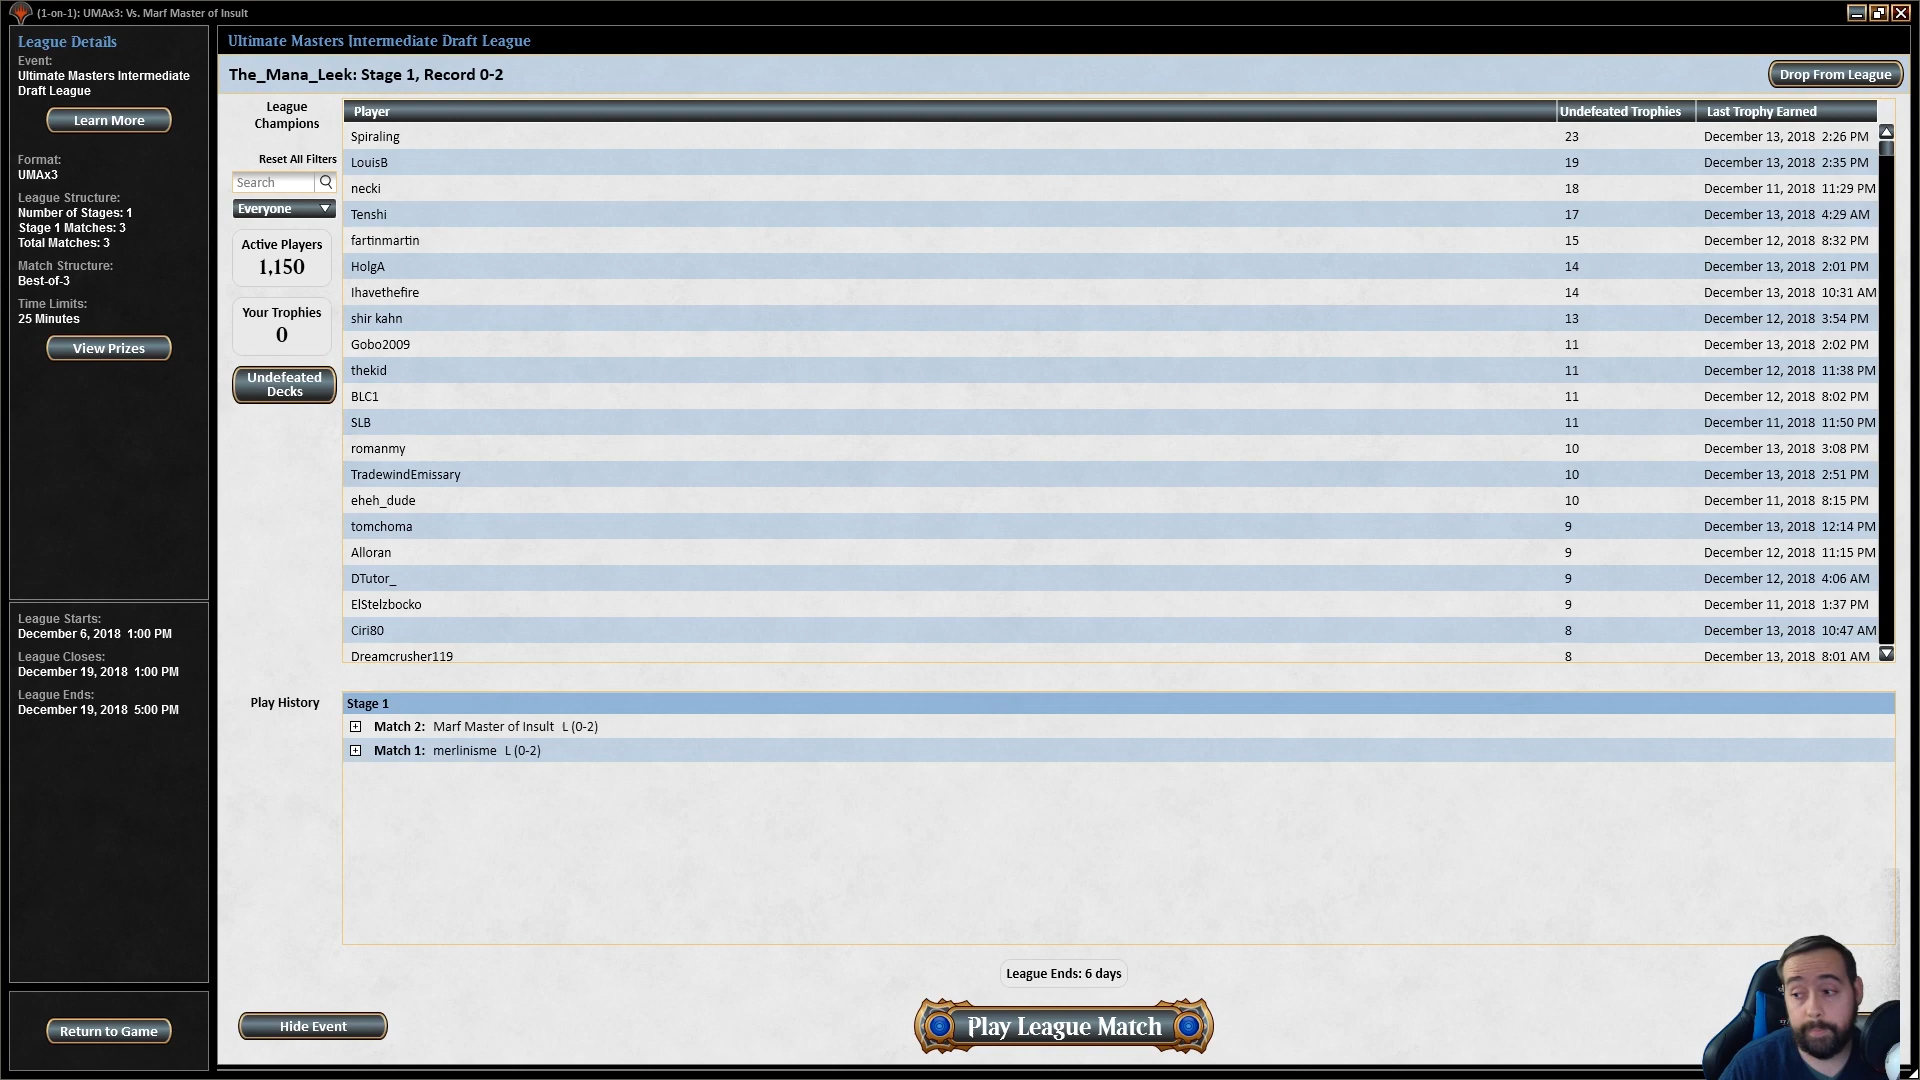 (1-on-1): UMAx3: Vs. Marf Master of Insult
League Details
Event:
Ultimate Masters Intermediate
Draft League
Learn More
Format:
UMAx3
League Structure:
Number of Stages: 1
Stage 1 Matches: 3
Total Matches: 3
Match Structure:
Best-of-3
Time Limits:
25 Minutes
View Prizes
League Starts:
December 6, 2018 1:00 PM
League Closes:
December 19, 2018 1:00 PM
League Ends:
December 19, 2018 5:00 PM
Return to Game
Ultimate Masters Intermediate Draft League
The_Mana_Leek: Stage 1, Record 0-2
Drop From League
League
Champions
Reset All Filters
Search
Everyone
Active Players
1,150
Your Trophies
0
Undefeated
Decks
Player Undefeated Trophies Last Trophy Earned
Spiraling 23 December 13, 2018 2:26 PM
LouisB 19 December 13, 2018 2:35 PM
necki 18 December 11, 2018 11:29 PM
Tenshi 17 December 13, 2018 4:29 AM
fartinmartin 15 December 12, 2018 8:32 PM
HolgA 14 December 13, 2018 2:01 PM
Ihavethefire 14 December 13, 2018 10:31 AM
shir kahn 13 December 12, 2018 3:54 PM
Gobo2009 11 December 13, 2018 2:02 PM
thekid 11 December 12, 2018 11:38 PM
BLC1 11 December 12, 2018 8:02 PM
SLB 11 December 11, 2018 11:50 PM
romanmy 10 December 13, 2018 3:08 PM
TradewindEmissary 10 December 13, 2018 2:51 PM
eheh_dude 10 December 11, 2018 8:15 PM
tomchoma 9 December 13, 2018 12:14 PM
Alloran 9 December 12, 2018 11:15 PM
DTutor_ 9 December 12, 2018 4:06 AM
ElStelzbocko 9 December 11, 2018 1:37 PM
Ciri80 8 December 13, 2018 10:47 AM
Dreamcrusher119 8 December 13, 2018 8:01 AM
Play History
Stage 1
Match 2: Marf Master of Insult L (0-2)
Match 1: merlinisme L (0-2)
League Ends: 6 days
Hide Event
Play League Match